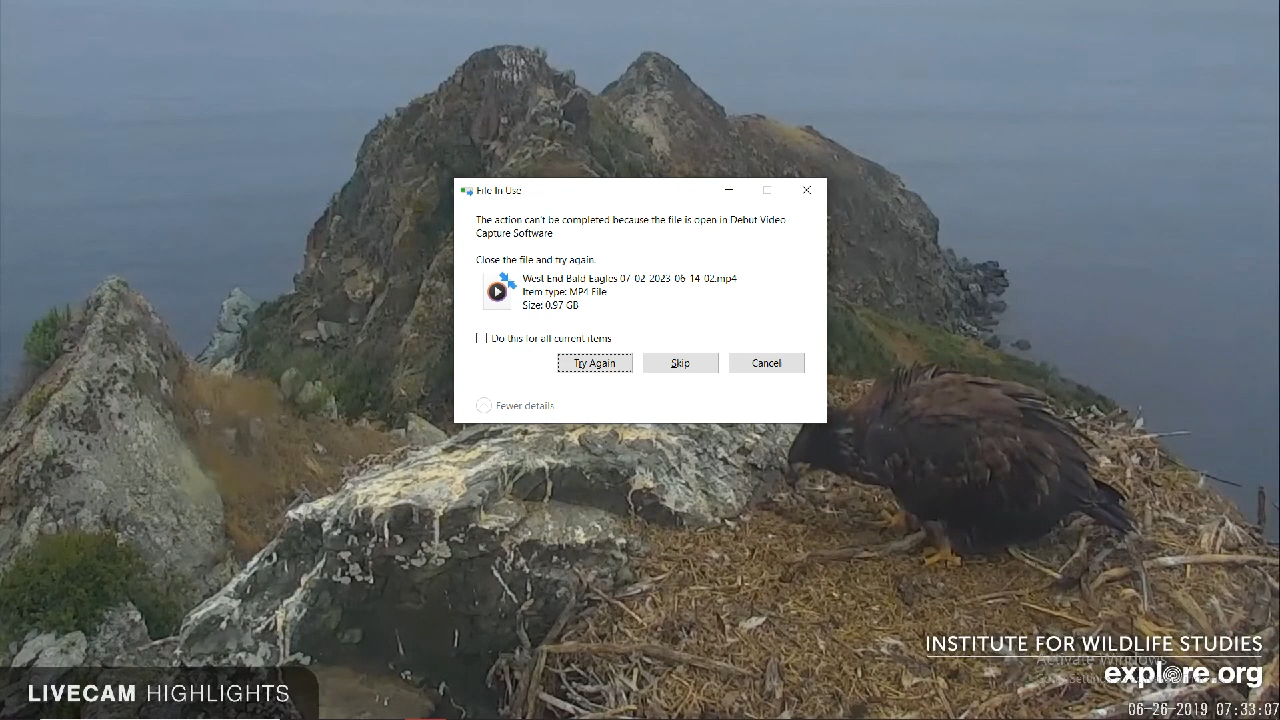 File In Use
The action can't be completed because the file is open in Debut Video
Capture Software
Close the file and try again.
West End Bald Eagles 07-02-2023-06-14-02.mp4
Item type: MP4 File
Size: 0.97 GB
Do this for all current items
Try Again
Skip
Cancel
Fewer details
INSTITUTE FOR WILDLIFE STUDIES
Activate Windows
explore.org
LIVECAM HIGHLIGHTS
06-26-2019 07:33:07